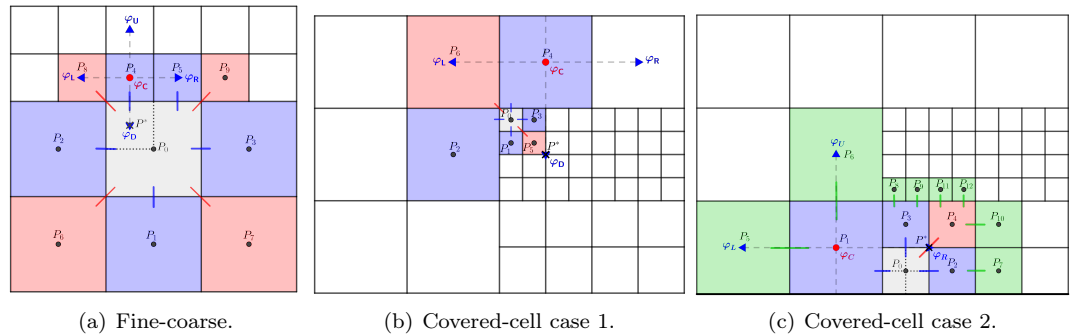 φU
P8 P4 P5 P9
φL φR
φC
P*
φD
P2 P0 P3
P6 P1 P7
(a) Fine-coarse.
P6 P4
φL φR
φC
P0 P3
P2 P1 P5 P*
φD
(b) Covered-cell case 1.
φU P6
P8 P9 P11 P12
P3 P4 P10
P5 P1 P*
φL φC φR
P0 P2 P7
(c) Covered-cell case 2.